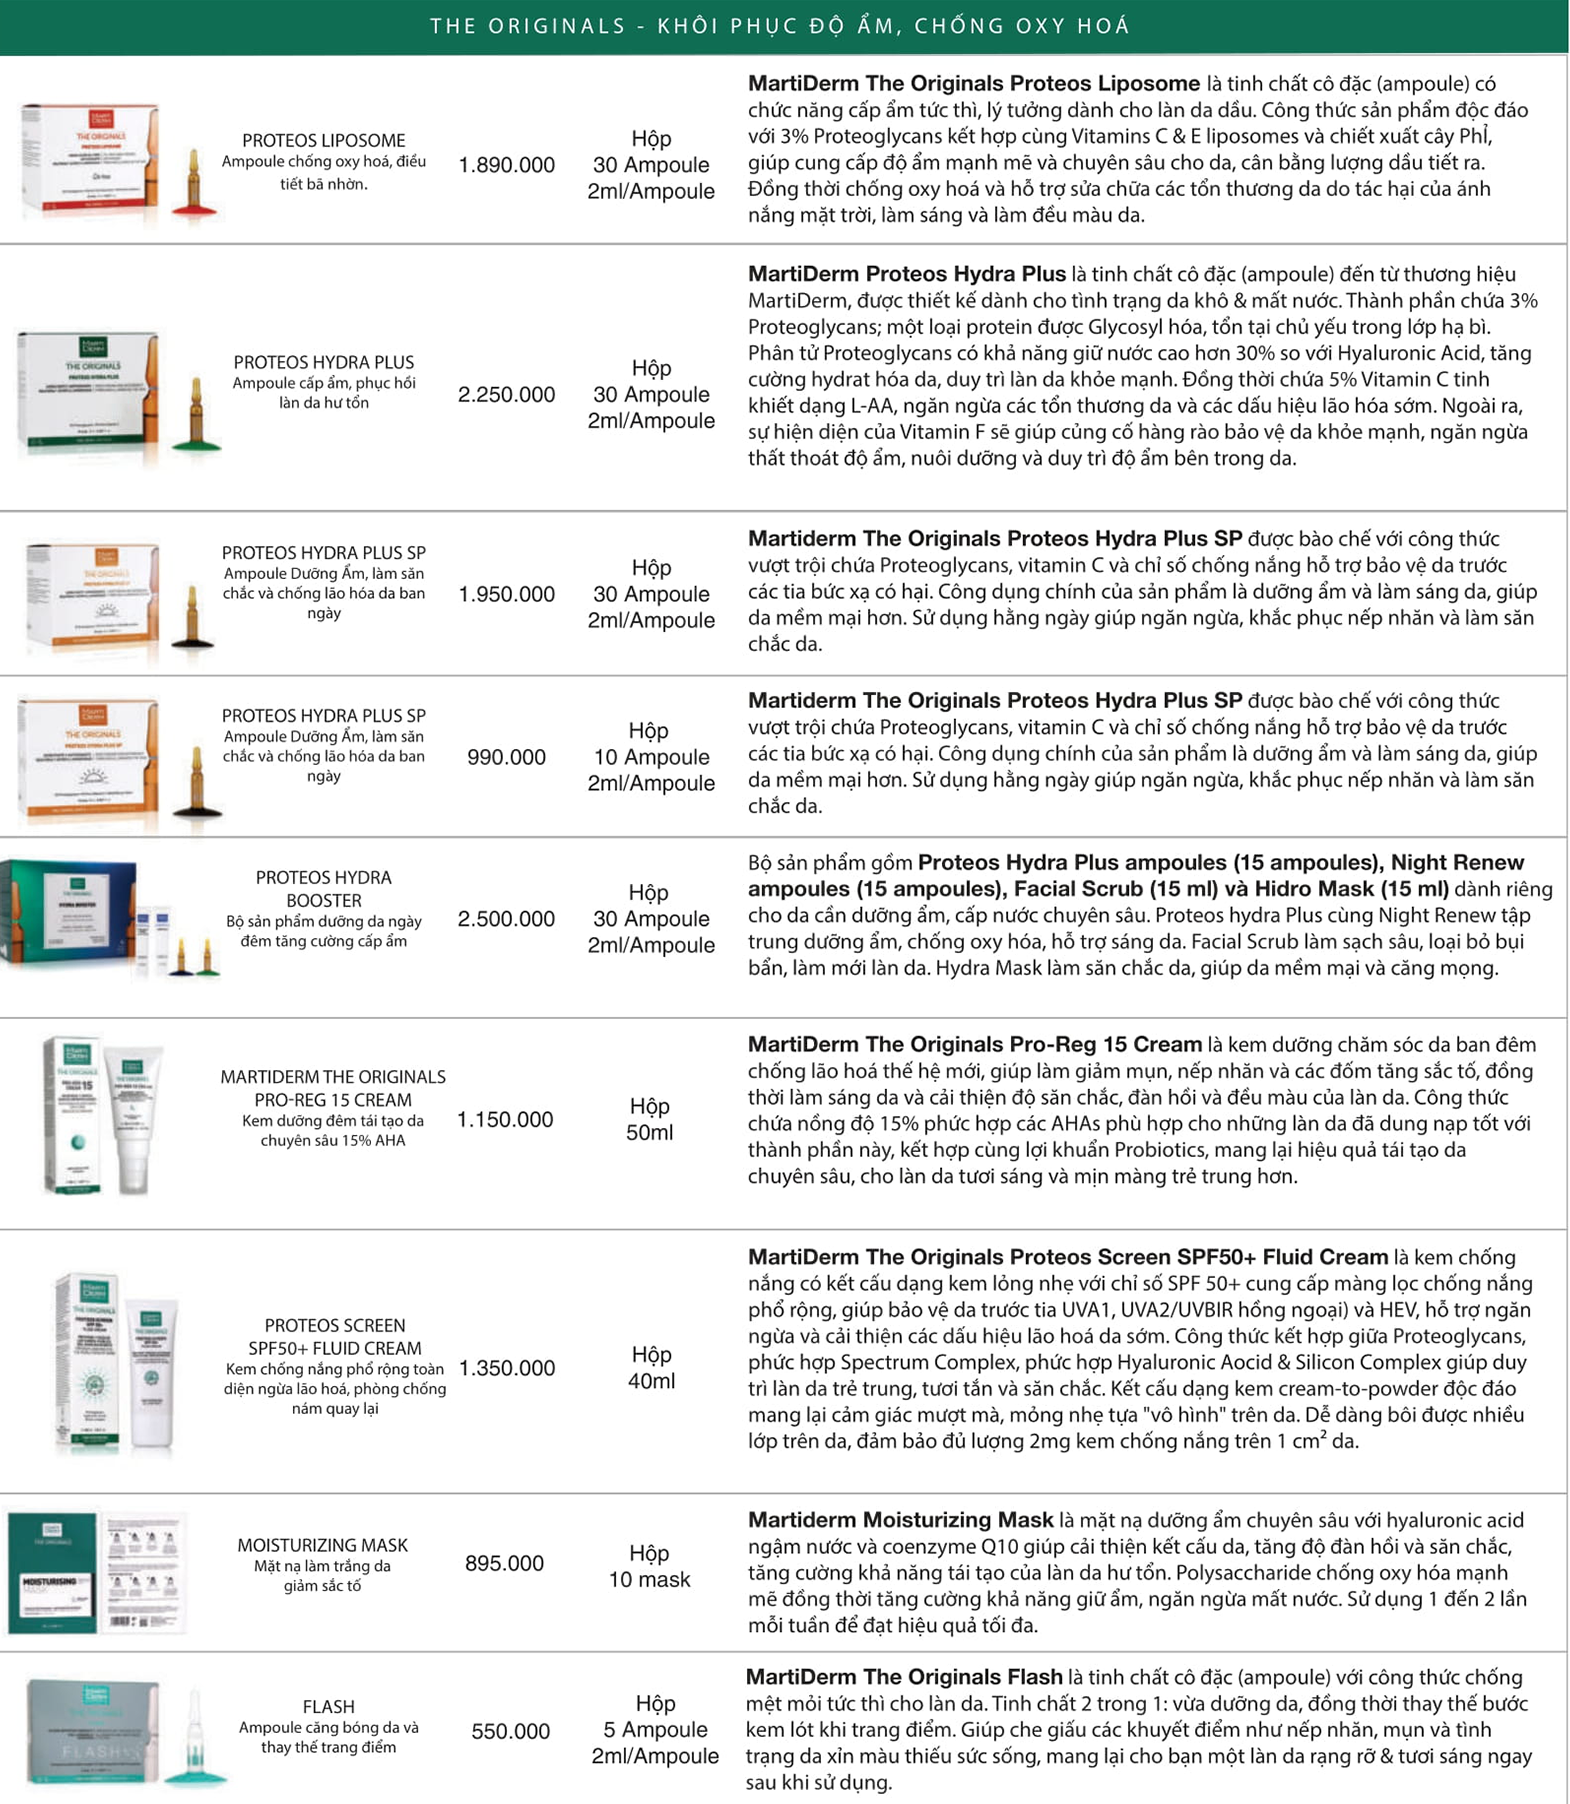 THE ORIGINALS - KHÔI PHỤC ĐỘ ẨM, CHỐNG OXY HOÁ
PROTEOS LIPOSOME
Ampoule chống oxy hoá, điều
tiết bã nhờn.
1.890.000
Hộp
30 Ampoule
2ml/Ampoule
MartiDerm The Originals Proteos Liposome là tinh chất cô đặc (ampoule) có
chức năng cấp ẩm tức thì, lý tưởng dành cho làn da dầu. Công thức sản phẩm độc đáo
với 3% Proteoglycans kết hợp cùng Vitamins C & E liposomes và chiết xuất cây PhỈ,
giúp cung cấp độ ẩm mạnh mẽ và chuyên sâu cho da, cân bằng lượng dầu tiết ra.
Đồng thời chống oxy hoá và hỗ trợ sửa chữa các tổn thương da do tác hại của ánh
nắng mặt trời, làm sáng và làm đều màu da.
PROTEOS HYDRA PLUS
Ampoule cấp ẩm, phục hồi
làn da hư tổn
2.250.000
Hộp
30 Ampoule
2ml/Ampoule
MartiDerm Proteos Hydra Plus là tinh chất cô đặc (ampoule) đến từ thương hiệu
MartiDerm, được thiết kế dành cho tình trạng da khô & mất nước. Thành phần chứa 3%
Proteoglycans; một loại protein được Glycosyl hóa, tổn tại chủ yếu trong lớp hạ bì.
Phân tử Proteoglycans có khả năng giữ nước cao hơn 30% so với Hyaluronic Acid, tăng
cường hydrat hóa da, duy trì làn da khỏe mạnh. Đồng thời chứa 5% Vitamin C tinh
khiết dạng L-AA, ngăn ngừa các tổn thương da và các dấu hiệu lão hóa sớm. Ngoài ra,
sự hiện diện của Vitamin F sẽ giúp củng cố hàng rào bảo vệ da khỏe mạnh, ngăn ngừa
thất thoát độ ẩm, nuôi dưỡng và duy trì độ ẩm bên trong da.
PROTEOS HYDRA PLUS SP
Ampoule Dưỡng Ẩm, làm săn
chắc và chống lão hóa da ban
ngày
1.950.000
Hộp
30 Ampoule
2ml/Ampoule
Martiderm The Originals Proteos Hydra Plus SP được bào chế với công thức
vượt trội chứa Proteoglycans, vitamin C và chỉ số chống nắng hỗ trợ bảo vệ da trước
các tia bức xạ có hại. Công dụng chính của sản phẩm là dưỡng ẩm và làm sáng da, giúp
da mềm mại hơn. Sử dụng hằng ngày giúp ngăn ngừa, khắc phục nếp nhăn và làm săn
chắc da.
PROTEOS HYDRA PLUS SP
Ampoule Dưỡng Ẩm, làm săn
chắc và chống lão hóa da ban
ngày
990.000
Hộp
10 Ampoule
2ml/Ampoule
Martiderm The Originals Proteos Hydra Plus SP được bào chế với công thức
vượt trội chứa Proteoglycans, vitamin C và chỉ số chống nắng hỗ trợ bảo vệ da trước
các tia bức xạ có hại. Công dụng chính của sản phẩm là dưỡng ẩm và làm sáng da, giúp
da mềm mại hơn. Sử dụng hằng ngày giúp ngăn ngừa, khắc phục nếp nhăn và làm săn
chắc da.
PROTEOS HYDRA
BOOSTER
Bộ sản phẩm dưỡng da ngày
đêm tăng cường cấp ẩm
2.500.000
Hộp
30 Ampoule
2ml/Ampoule
Bộ sản phẩm gồm Proteos Hydra Plus ampoules (15 ampoules), Night Renew
ampoules (15 ampoules), Facial Scrub (15 ml) và Hidro Mask (15 ml) dành riêng
cho da cần dưỡng ẩm, cấp nước chuyên sâu. Proteos hydra Plus cùng Night Renew tập
trung dưỡng ẩm, chống oxy hóa, hỗ trợ sáng da. Facial Scrub làm sạch sâu, loại bỏ bụi
bẩn, làm mới làn da. Hydra Mask làm săn chắc da, giúp da mềm mại và căng mọng.
MARTIDERM THE ORIGINALS
PRO-REG 15 CREAM
Kem dưỡng đêm tái tạo da
chuyên sâu 15% AHA
1.150.000
Hộp
50ml
MartiDerm The Originals Pro-Reg 15 Cream là kem dưỡng chăm sóc da ban đêm
chống lão hoá thế hệ mới, giúp làm giảm mụn, nếp nhăn và các đốm tăng sắc tố, đồng
thời làm sáng da và cải thiện độ săn chắc, đàn hồi và đều màu của làn da. Công thức
chứa nồng độ 15% phức hợp các AHAs phù hợp cho những làn da đã dung nạp tốt với
thành phần này, kết hợp cùng lợi khuẩn Probiotics, mang lại hiệu quả tái tạo da
chuyên sâu, cho làn da tươi sáng và mịn màng trẻ trung hơn.
PROTEOS SCREEN
SPF50+ FLUID CREAM
Kem chống nắng phổ rộng toàn
diện ngừa lão hoá, phòng chống
nám quay lại
1.350.000
Hộp
40ml
MartiDerm The Originals Proteos Screen SPF50+ Fluid Cream là kem chống
nắng có kết cấu dạng kem lỏng nhẹ với chỉ số SPF 50+ cung cấp màng lọc chống nắng
phổ rộng, giúp bảo vệ da trước tia UVA1, UVA2/UVBIR hồng ngoại) và HEV, hỗ trợ ngăn
ngừa và cải thiện các dấu hiệu lão hoá da sớm. Công thức kết hợp giữa Proteoglycans,
phức hợp Spectrum Complex, phức hợp Hyaluronic Aocid & Silicon Complex giúp duy
trì làn da trẻ trung, tươi tắn và săn chắc. Kết cấu dạng kem cream-to-powder độc đáo
mang lại cảm giác mượt mà, mỏng nhẹ tựa "vô hình" trên da. Dễ dàng bôi được nhiều
lớp trên da, đảm bảo đủ lượng 2mg kem chống nắng trên 1 cm² da.
MOISTURIZING MASK
Mặt nạ làm trắng da
giảm sắc tố
895.000
Hộp
10 mask
Martiderm Moisturizing Mask là mặt nạ dưỡng ẩm chuyên sâu với hyaluronic acid
ngậm nước và coenzyme Q10 giúp cải thiện kết cấu da, tăng độ đàn hồi và săn chắc,
tăng cường khả năng tái tạo của làn da hư tổn. Polysaccharide chống oxy hóa mạnh
mẽ đồng thời tăng cường khả năng giữ ẩm, ngăn ngừa mất nước. Sử dụng 1 đến 2 lần
mỗi tuần để đạt hiệu quả tối đa.
FLASH
Ampoule căng bóng da và
thay thế trang điểm
550.000
Hộp
5 Ampoule
2ml/Ampoule
MartiDerm The Originals Flash là tinh chất cô đặc (ampoule) với công thức chống
mệt mỏi tức thì cho làn da. Tinh chất 2 trong 1: vừa dưỡng da, đồng thời thay thế bước
kem lót khi trang điểm. Giúp che giấu các khuyết điểm như nếp nhăn, mụn và tình
trạng da xỉn màu thiếu sức sống, mang lại cho bạn một làn da rạng rỡ & tươi sáng ngay
sau khi sử dụng.